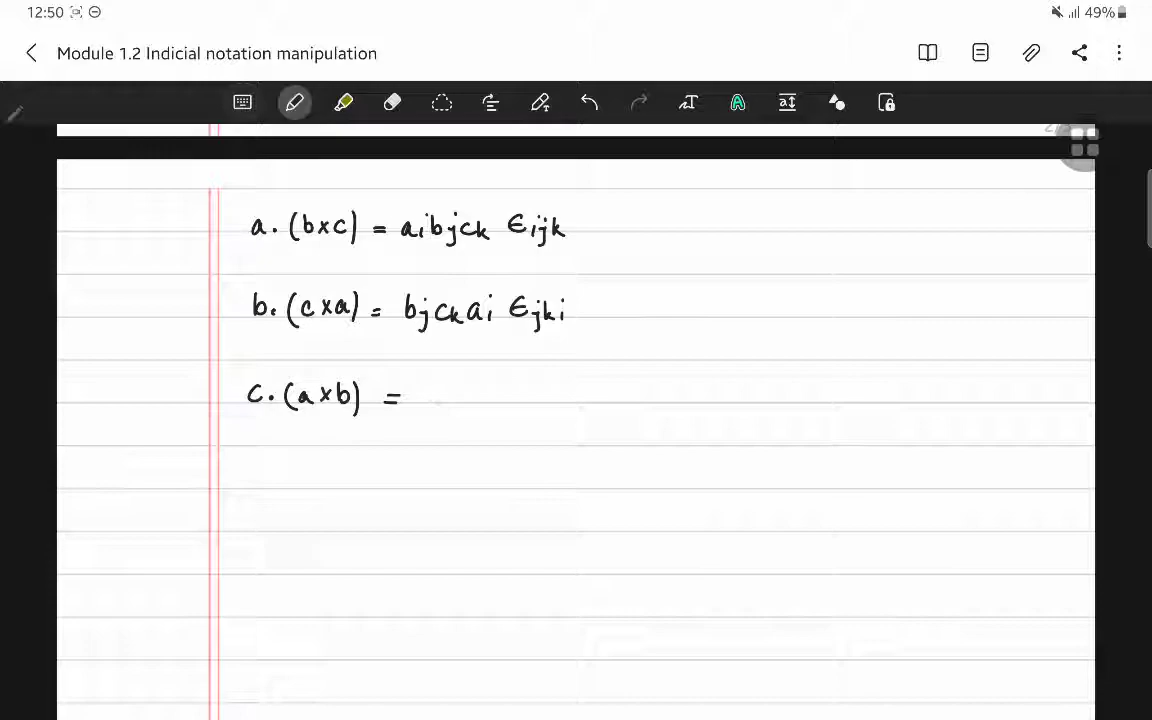 12:50 49%
Module 1.2 Indicial notation manipulation
a. (b×c) = aibjck ϵijk
b. (c×a) = bjckai ϵjki
c. (a×b) =